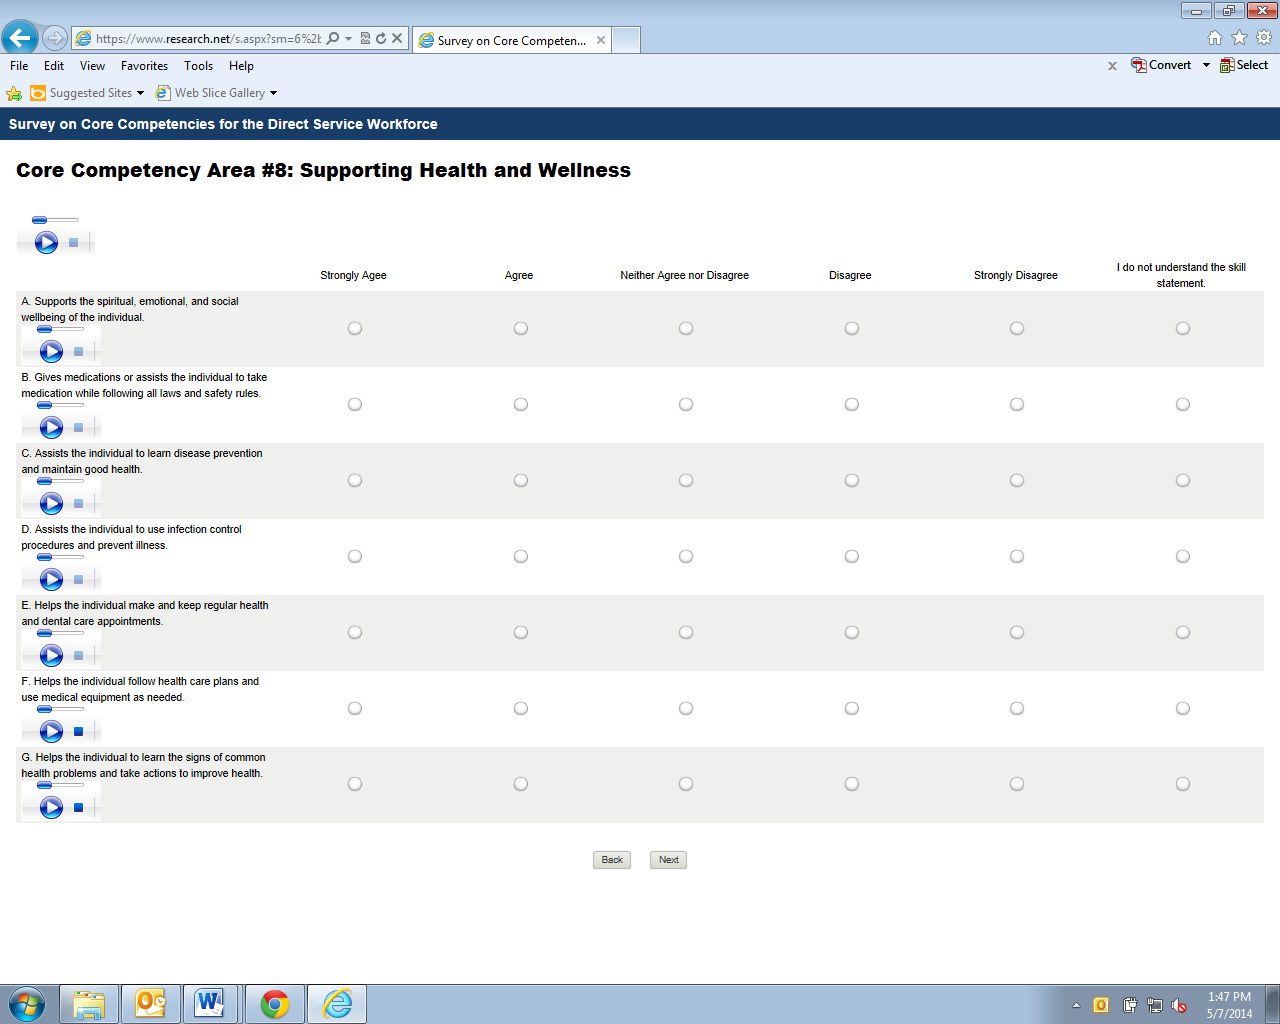 https://www.research.net/s.aspx?sm=6%2t
Survey on Core Competen...
File Edit View Favorites Tools Help
x Convert Select
Suggested Sites Web Slice Gallery
Survey on Core Competencies for the Direct Service Workforce
Core Competency Area #8: Supporting Health and Wellness
Strongly Agee Agree Neither Agree nor Disagree Disagree Strongly Disagree I do not understand the skill
statement.
A. Supports the spiritual, emotional, and social
wellbeing of the individual.
B. Gives medications or assists the individual to take
medication while following all laws and safety rules.
C. Assists the individual to learn disease prevention
and maintain good health.
D. Assists the individual to use infection control
procedures and prevent illness.
E. Helps the individual make and keep regular health
and dental care appointments.
F. Helps the individual follow health care plans and
use medical equipment as needed.
G. Helps the individual to learn the signs of common
health problems and take actions to improve health.
Back Next
1:47 PM
5/7/2014